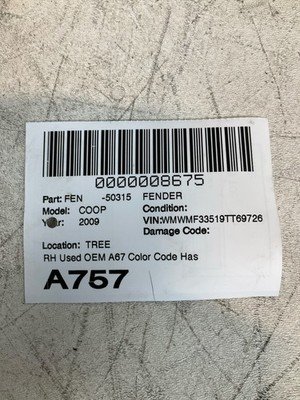 0000008675
Part: FEN -50315 FENDER
Model: COOP Condition:
Year: 2009 VIN:WMWMF33519TT69726
Damage Code:
Location: TREE
RH Used OEM A67 Color Code Has
A757